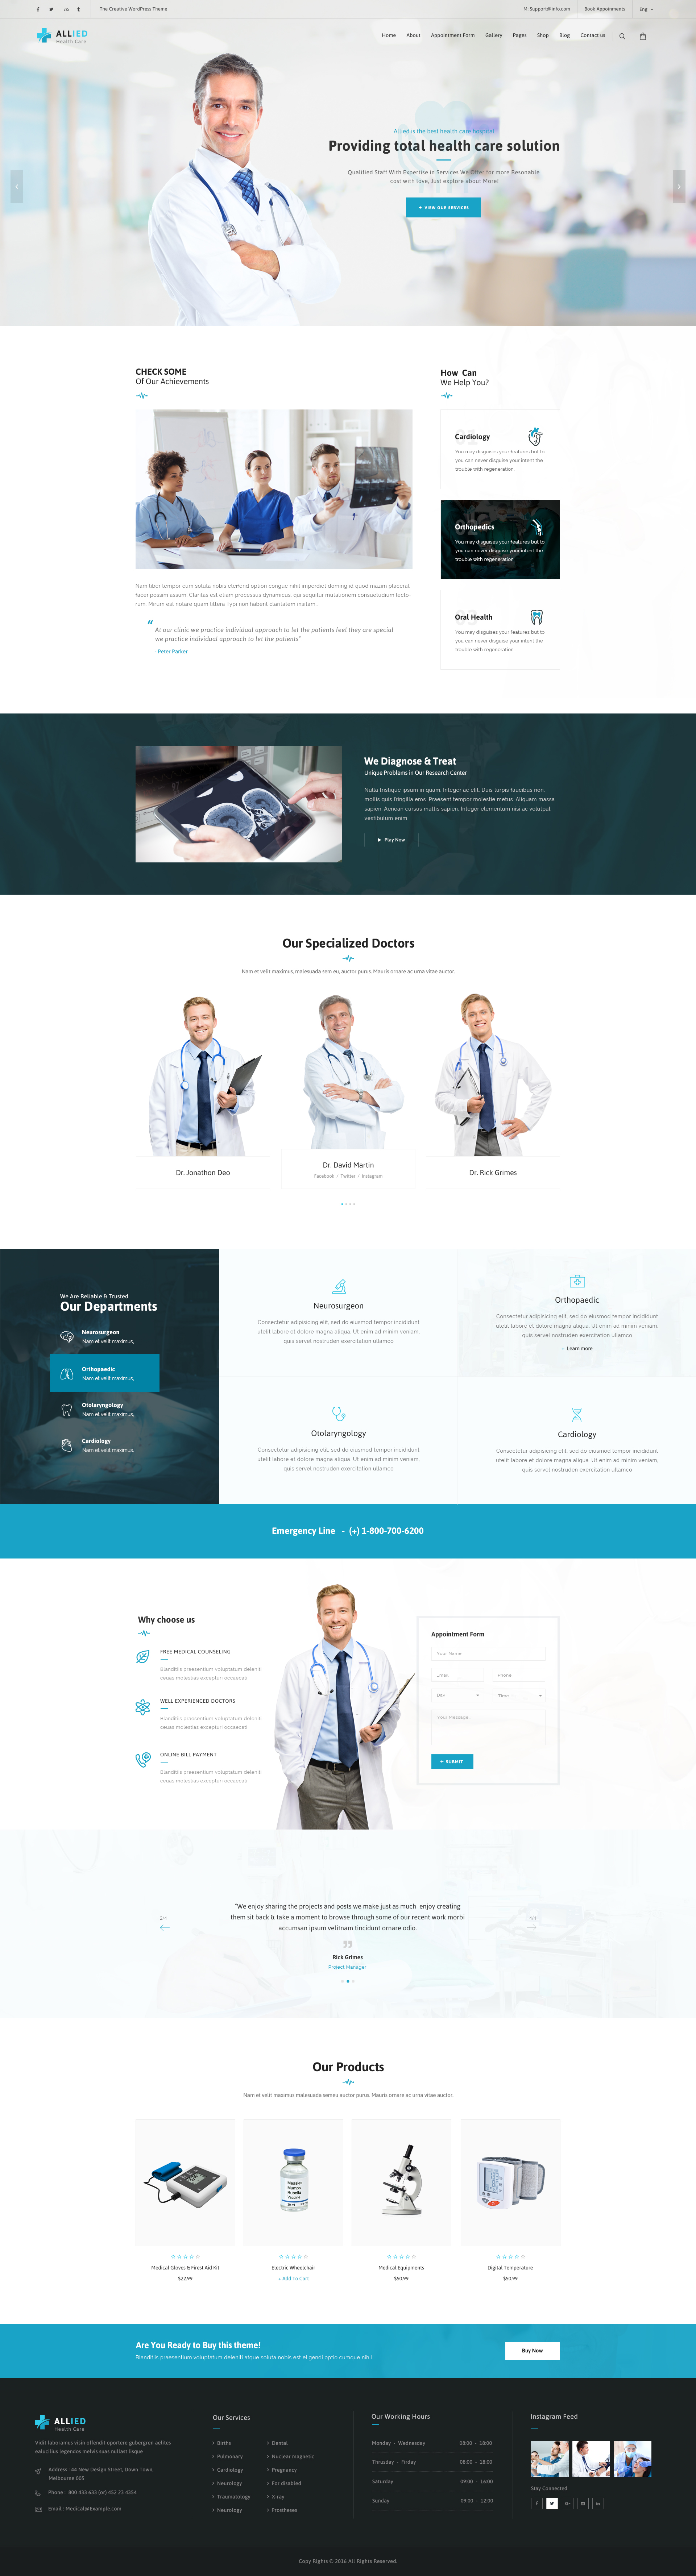 The Creative WordPress Theme
M: Support@info.com
Book Appoinments
Eng
ALLIED
Health Care
Home
About
Appointment Form
Gallery
Pages
Shop
Blog
Contact us
Allied is the best health care hospital
Providing total health care solution
Qualified Staff With Expertise in Services We Offer for more Resonable
cost with love, Just explore about More!
VIEW OUR SERVICES
CHECK SOME
Of Our Achievements
Nam liber tempor cum soluta nobis eleifend option congue nihil imperdiet doming id quod mazim placerat
facer possim assum. Claritas est etiam processus dynamicus, qui sequitur mutationem consuetudium lecto-
rum. Mirum est notare quam littera Typi non habent claritatem insitam.
“ At our clinic we practice individual approach to let the patients feel they are special
we practice individual approach to let the patients"
- Peter Parker
How Can
We Help You?
Cardiology
You may disguises your features but to
you can never disguise your intent the
trouble with regeneration.
Orthopedics
You may disguises your features but to
you can never disguise your intent the
trouble with regeneration.
Oral Health
You may disguises your features but to
you can never disguise your intent the
trouble with regeneration.
We Diagnose & Treat
Unique Problems in Our Research Center
Nulla tristique ipsum in quam. Integer ac elit. Duis turpis faucibus non,
mollis quis fringilla eros. Praesent tempor molestie metus. Aliquam massa
sapien. Aenean cursus mattis sapien. Integer elementum nisi ac volutpat
vestibulum enim.
Play Now
Our Specialized Doctors
Nam et velit maximus, malesuada sem eu, auctor purus. Mauris ornare ac urna vitae auctor.
Dr. Jonathon Deo
Dr. David Martin
Facebook / Twitter / Instagram
Dr. Rick Grimes
We Are Reliable & Trusted
Our Departments
Neurosurgeon
Nam et velit maximus,
Orthopaedic
Nam et velit maximus,
Otolaryngology
Nam et velit maximus,
Cardiology
Nam et velit maximus,
Neurosurgeon
Consectetur adipisicing elit, sed do eiusmod tempor incididunt
utelit labore et dolore magna aliqua. Ut enim ad minim veniam,
quis servel nostruden exercitation ullamco
Orthopaedic
Consectetur adipisicing elit, sed do eiusmod tempor incididunt
utelit labore et dolore magna aliqua. Ut enim ad minim veniam,
quis servel nostruden exercitation ullamco
Learn more
Otolaryngology
Consectetur adipisicing elit, sed do eiusmod tempor incididunt
utelit labore et dolore magna aliqua. Ut enim ad minim veniam,
quis servel nostruden exercitation ullamco
Cardiology
Consectetur adipisicing elit, sed do eiusmod tempor incididunt
utelit labore et dolore magna aliqua. Ut enim ad minim veniam,
quis servel nostruden exercitation ullamco
Emergency Line - (+) 1-800-700-6200
Why choose us
FREE MEDICAL COUNSELING
Blanditiis praesentium voluptatum deleniti
ceuas molestias excepturi occaecati
WELL EXPERIENCED DOCTORS
Blanditiis praesentium voluptatum deleniti
ceuas molestias excepturi occaecati
ONLINE BILL PAYMENT
Blanditiis praesentium voluptatum deleniti
ceuas molestias excepturi occaecati
Appointment Form
Your Name
Email
Phone
Day
Time
Your Message
SUBMIT
"We enjoy sharing the projects and posts we make just as much enjoy creating
them sit back & take a moment to browse through some of our recent work morbi
accumsan ipsum velitnam tincidunt ornare odio.
Rick Grimes
Project Manager
Our Products
Nam et velit maximus malesuada semeu auctor purus. Mauris ornare ac urna vitae auctor.
Measles
Mumps
Rubella
Vaccine
Medical Gloves & Firest Aid Kit
$22.99
Electric Wheelchair
+ Add To Cart
Medical Equipments
$50.99
Digital Temperature
$50.99
Are You Ready to Buy this theme!
Blanditiis praesentium voluptatum deleniti atque soluta nobis est eligendi optio cumque nihil.
Buy Now
ALLIED
Health Care
Vidit laboramus visin offendit oportere gubergren aelites
ealucilius legendos melvis suas nullast iisque
Address : 44 New Design Street, Down Town,
Melbourne 005
Phone : 800 433 633 (or) 452 23 4354
Email : Medical@Example.com
Our Services
Births
Pulmonary
Cardiology
Neurology
Traumatology
Neurology
Dental
Nuclear magnetic
Pregnancy
For disabled
X-ray
Prostheses
Our Working Hours
Monday - Wednesday 08:00 - 18:00
Thrusday - Firday 08:00 - 18:00
Saturday 09:00 - 16:00
Sunday 09:00 - 12:00
Instagram Feed
Stay Connected
Copy Rights © 2016 All Rights Reserved.